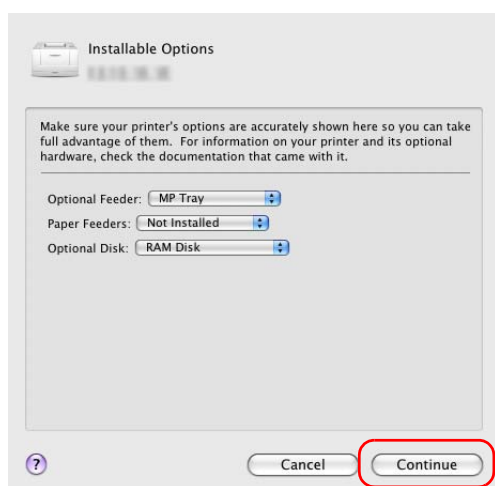 Installable Options
Make sure your printer's options are accurately shown here so you can take
full advantage of them. For information on your printer and its optional
hardware, check the documentation that came with it.
Optional Feeder: MP Tray
Paper Feeders: Not Installed
Optional Disk: RAM Disk
? Cancel Continue